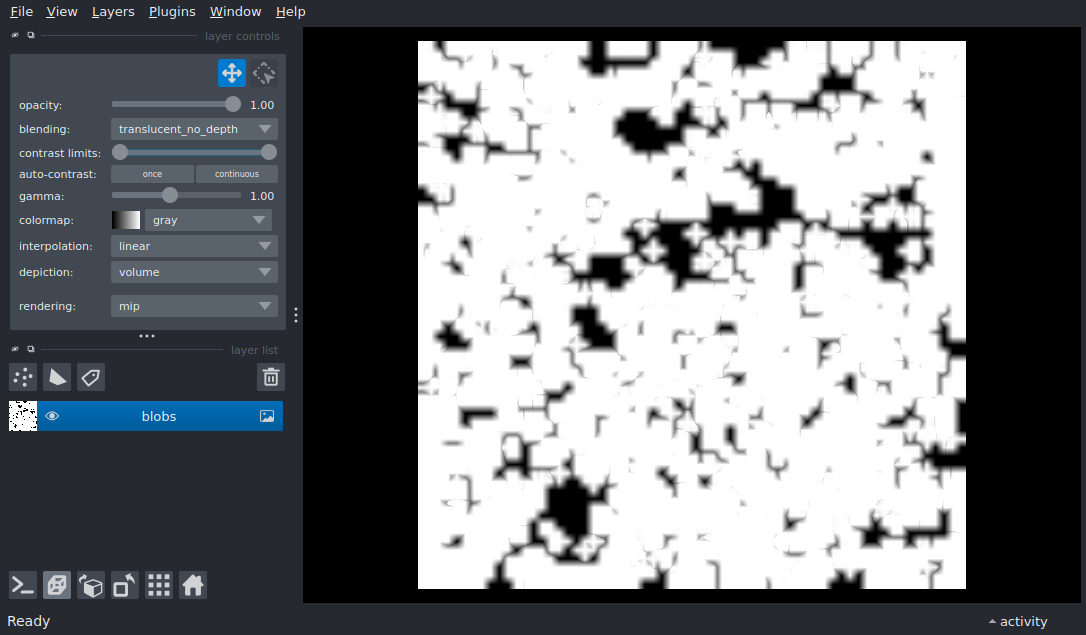 File View Layers Plugins Window Help
layer controls
opacity: 1.00
blending: translucent_no_depth
contrast limits:
auto-contrast: once continuous
gamma: 1.00
colormap: gray
interpolation: linear
depiction: volume
rendering: mip
layer list
blobs
Ready activity